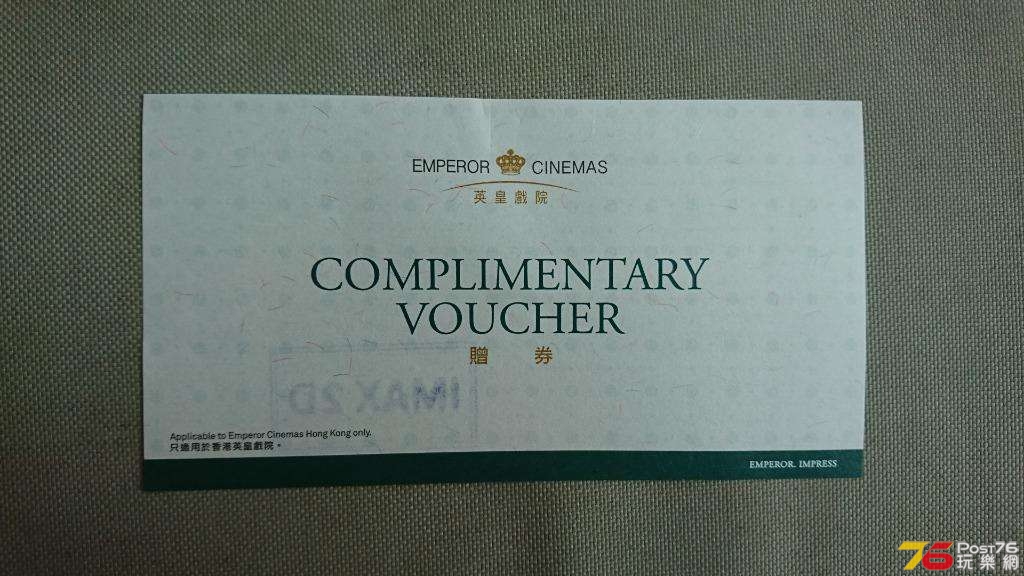 EMPEROR CINEMAS
英皇戲院
COMPLIMENTARY
VOUCHER
贈 券
IMAX 2D
Applicable to Emperor Cinemas Hong Kong only.
只適用於香港英皇戲院。
EMPEROR. IMPRESS
76 Post76
玩樂網